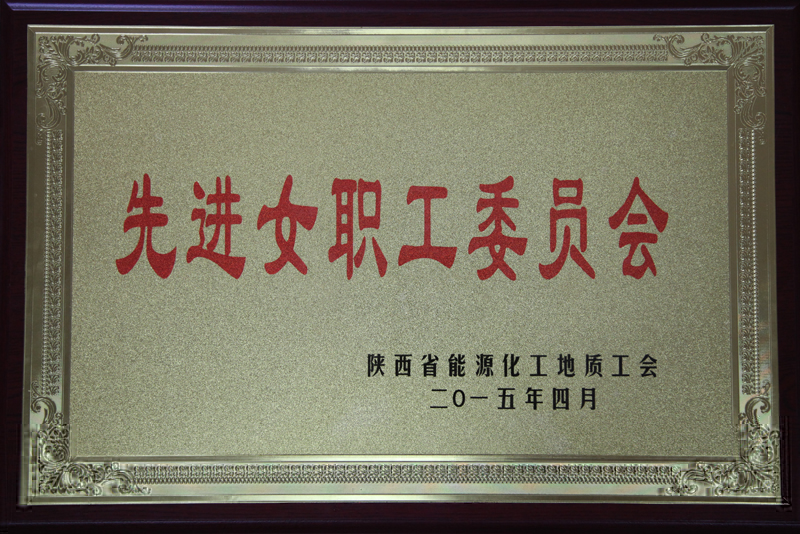 先进女职工委员会
陕西省能源化工地质工会
二0一五年四月